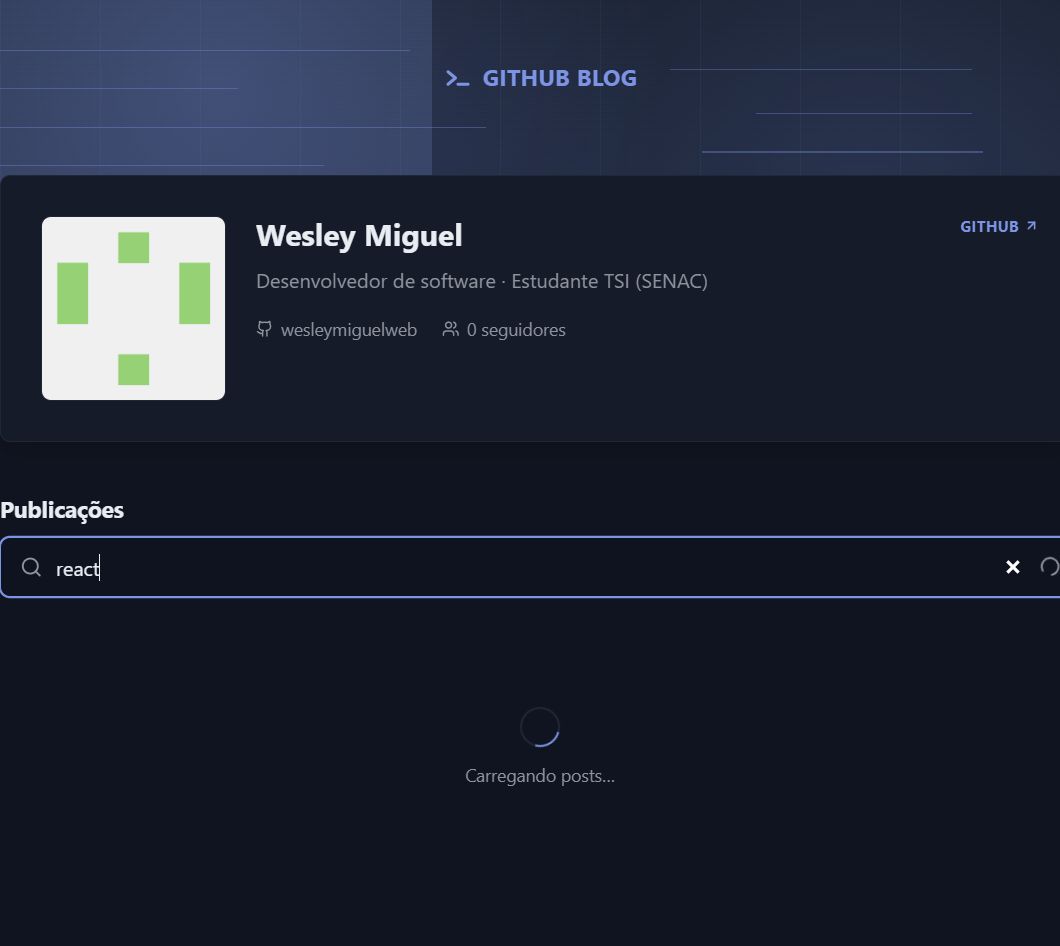 GITHUB BLOG
Wesley Miguel
GITHUB
Desenvolvedor de software · Estudante TSI (SENAC)
wesleymiguelweb 0 seguidores
Publicações
react
Carregando posts...